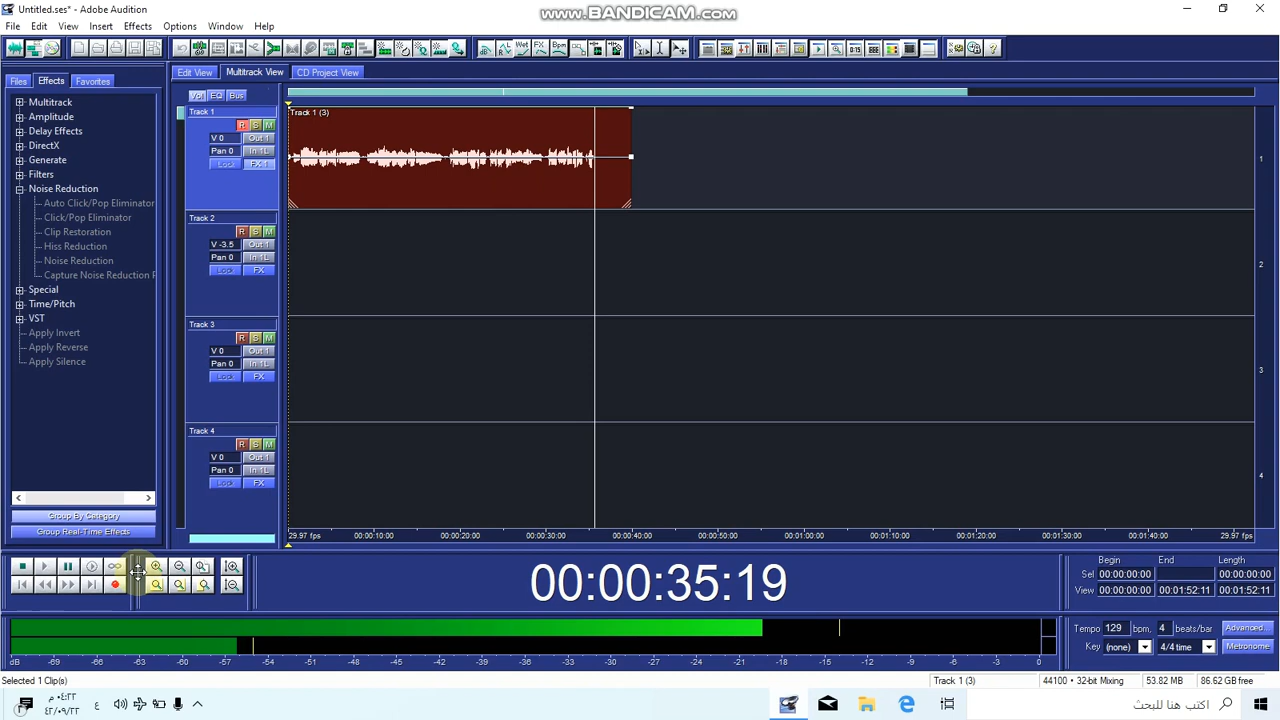 Untitled.ses* - Adobe Audition
www.BANDICAM.com
File Edit View Insert Effects Options Window Help
Files Effects Favorites
Edit View Multitrack View CD Project View
Vol EQ Bus
Multitrack
Amplitude
Delay Effects
DirectX
Generate
Filters
Noise Reduction
Auto Click/Pop Eliminator
Click/Pop Eliminator
Clip Restoration
Hiss Reduction
Noise Reduction
Capture Noise Reduction P
Special
Time/Pitch
VST
Apply Invert
Apply Reverse
Apply Silence
Group By Category
Group Real-Time Effects
Track 1
R S M
V 0 Out 1
Pan 0 In 1L
Lock FX 1
Track 1 (3)
1
Track 2
R S M
V -3.5 Out 1
Pan 0 In 1L
Lock FX
2
Track 3
R S M
V 0 Out 1
Pan 0 In 1L
Lock FX
3
Track 4
R S M
V 0 Out 1
Pan 0 In 1L
Lock FX
4
29.97 fps 00:00:10:00 00:00:20:00 00:00:30:00 00:00:40:00 00:00:50:00 00:01:00:00 00:01:10:00 00:01:20:00 00:01:30:00 00:01:40:00 29.97 fps
00:00:35:19
Begin End Length
Sel 00:00:00:00 00:00:00:00
View 00:00:00:00 00:01:52:11 00:01:52:11
Tempo 129 bpm, 4 beats/bar Advanced...
Key (none) 4/4 time Metronome
dB -69 -66 -63 -60 -57 -54 -51 -48 -45 -42 -39 -36 -33 -30 -27 -24 -21 -18 -15 -12 -9 -6 -3 0
Selected 1 Clip(s) Track 1 (3) 44100 • 32-bit Mixing 53.82 MB 86.62 GB free
٠٤:٢٢ م
٤٢/٠٩/٢٢
ع
اكتب هنا للبحث